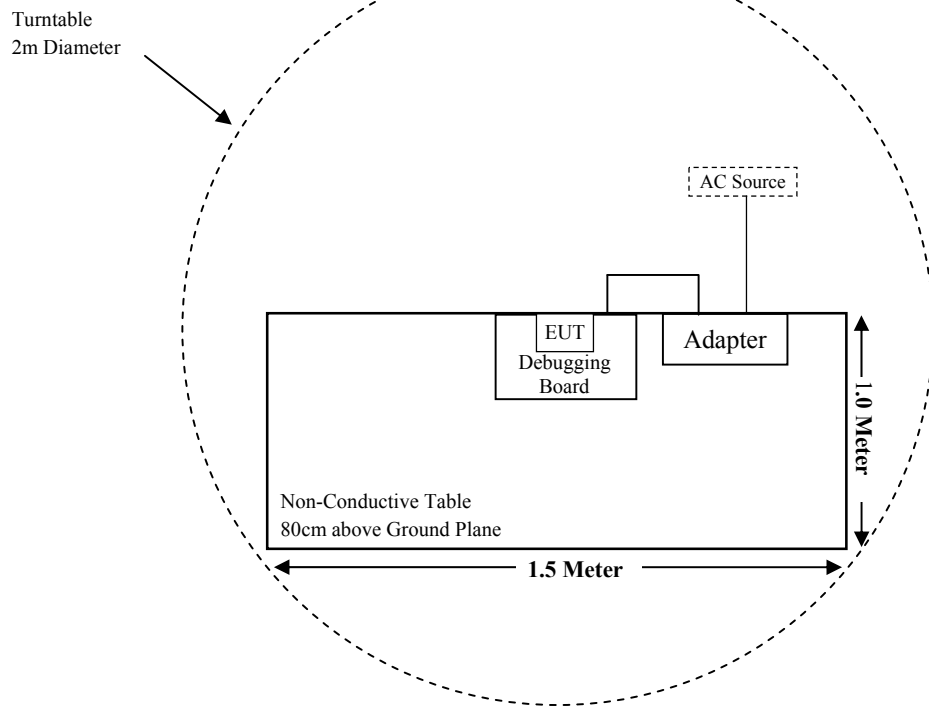 Turntable
2m Diameter
AC Source
EUT
Debugging
Board
Adapter
1.0 Meter
Non-Conductive Table
80cm above Ground Plane
1.5 Meter